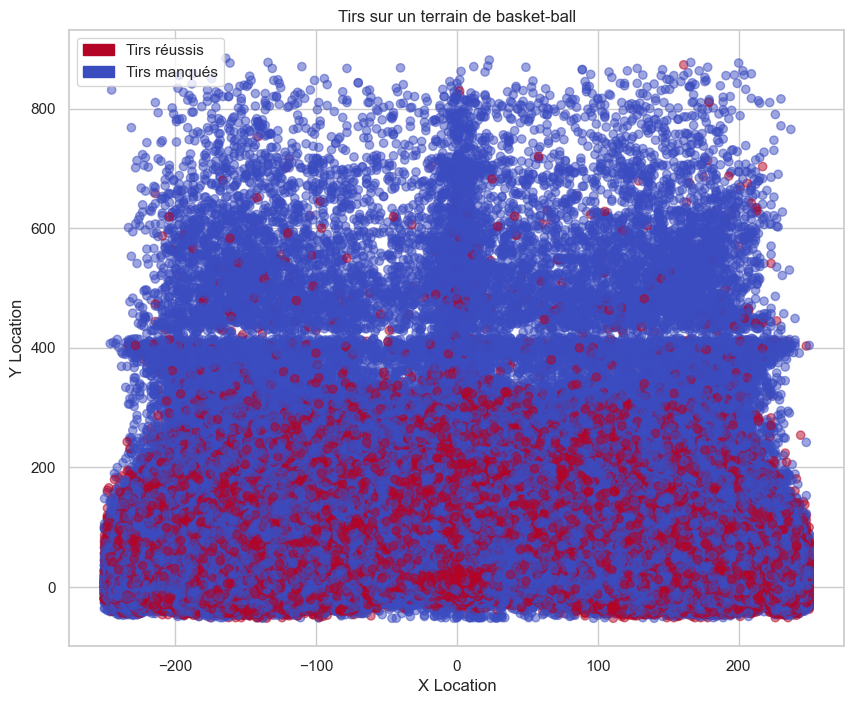 Tirs sur un terrain de basket-ball
Tirs réussis
Tirs manqués
Y Location
800
600
400
200
0
−200
−100
0
100
200
X Location